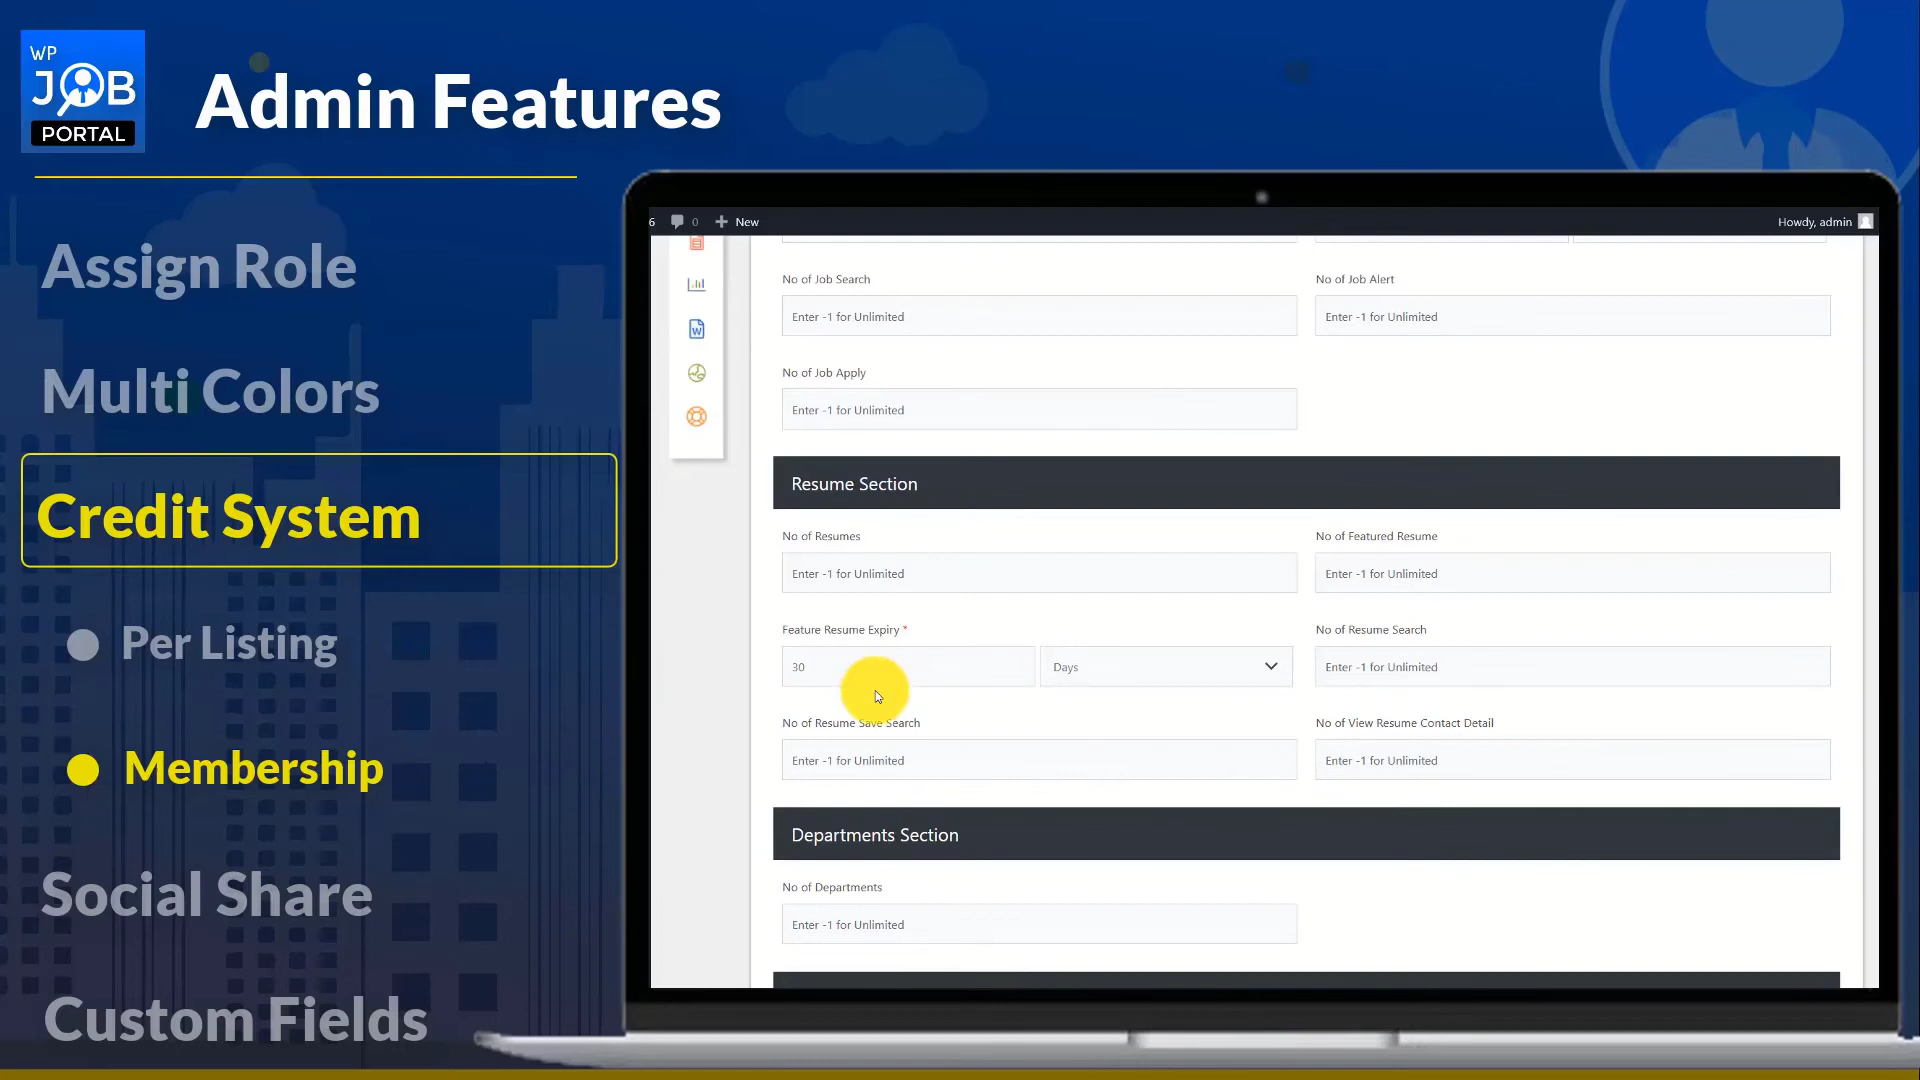 WP
JOB
PORTAL
Admin Features
Assign Role
Multi Colors
Credit System
Per Listing
Membership
Social Share
Custom Fields
6 0 New
Howdy, admin
No of Job Search
No of Job Alert
Enter -1 for Unlimited
Enter -1 for Unlimited
No of Job Apply
Enter -1 for Unlimited
Resume Section
No of Resumes
No of Featured Resume
Enter -1 for Unlimited
Enter -1 for Unlimited
Feature Resume Expiry *
No of Resume Search
30
Days
Enter -1 for Unlimited
No of Resume Save Search
No of View Resume Contact Detail
Enter -1 for Unlimited
Enter -1 for Unlimited
Departments Section
No of Departments
Enter -1 for Unlimited